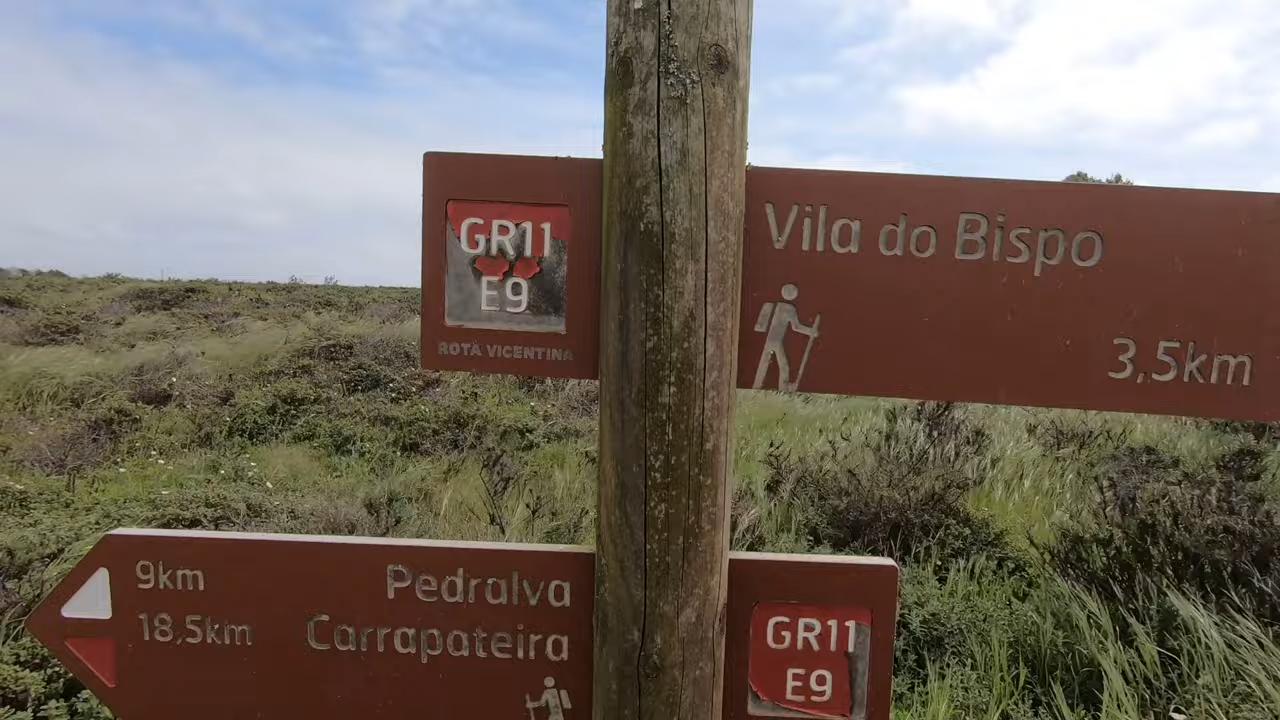 GR11
E9
ROTA VICENTINA
Vila do Bispo
3,5km
9km Pedralva
18,5km Carrapateira
GR11
E9